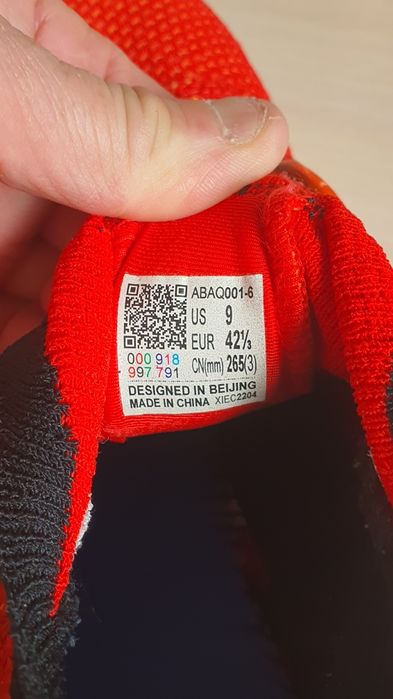 ABAQ001-6
US 9
EUR 42⅔
000 918
997 791
CN(mm) 265(3)
DESIGNED IN BEIJING
MADE IN CHINA XIEC2204